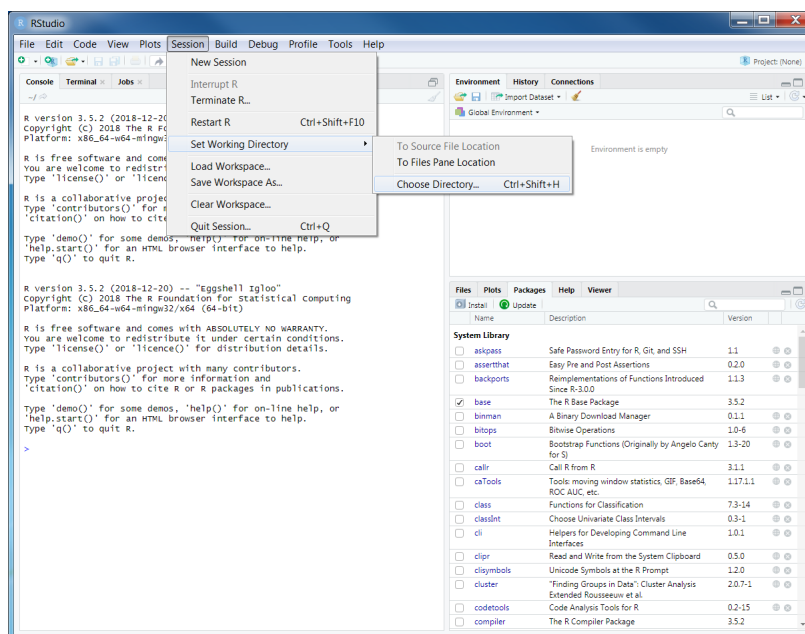 RStudio
File Edit Code View Plots Session Build Debug Profile Tools Help
Project: (None)
New Session
Interrupt R
Terminate R...
Restart R Ctrl+Shift+F10
Set Working Directory
Load Workspace...
Save Workspace As...
Clear Workspace...
Quit Session... Ctrl+Q
To Source File Location
To Files Pane Location
Choose Directory... Ctrl+Shift+H
Console Terminal Jobs
~/
R version 3.5.2 (2018-12-20
Copyright (C) 2018 The R Fo
Platform: x86_64-w64-mingw3
R is free software and come
You are welcome to redistri
Type 'license()' or 'licenc
R is a collaborative projec
Type 'contributors()' for m
'citation()' on how to cite
Type 'demo()' for some demos, 'help()' for on-line help, or
'help.start()' for an HTML browser interface to help.
Type 'q()' to quit R.
R version 3.5.2 (2018-12-20) -- "Eggshell Igloo"
Copyright (C) 2018 The R Foundation for Statistical Computing
Platform: x86_64-w64-mingw32/x64 (64-bit)
R is free software and comes with ABSOLUTELY NO WARRANTY.
You are welcome to redistribute it under certain conditions.
Type 'license()' or 'licence()' for distribution details.
R is a collaborative project with many contributors.
Type 'contributors()' for more information and
'citation()' on how to cite R or R packages in publications.
Type 'demo()' for some demos, 'help()' for on-line help, or
'help.start()' for an HTML browser interface to help.
Type 'q()' to quit R.
>
Environment History Connections
Import Dataset List
Global Environment
Environment is empty
Files Plots Packages Help Viewer
Install Update
Name Description Version
System Library
askpass Safe Password Entry for R, Git, and SSH 1.1
assertthat Easy Pre and Post Assertions 0.2.0
backports Reimplementations of Functions Introduced 1.1.3
Since R-3.0.0
base The R Base Package 3.5.2
binman A Binary Download Manager 0.1.1
bitops Bitwise Operations 1.0-6
boot Bootstrap Functions (Originally by Angelo Canty 1.3-20
for S)
callr Call R from R 3.1.1
caTools Tools: moving window statistics, GIF, Base64, 1.17.1.1
ROC AUC, etc.
class Functions for Classification 7.3-14
classInt Choose Univariate Class Intervals 0.3-1
cli Helpers for Developing Command Line 1.0.1
Interfaces
clipr Read and Write from the System Clipboard 0.5.0
clisymbols Unicode Symbols at the R Prompt 1.2.0
cluster "Finding Groups in Data": Cluster Analysis 2.0.7-1
Extended Rousseeuw et al.
codetools Code Analysis Tools for R 0.2-15
compiler The R Compiler Package 3.5.2